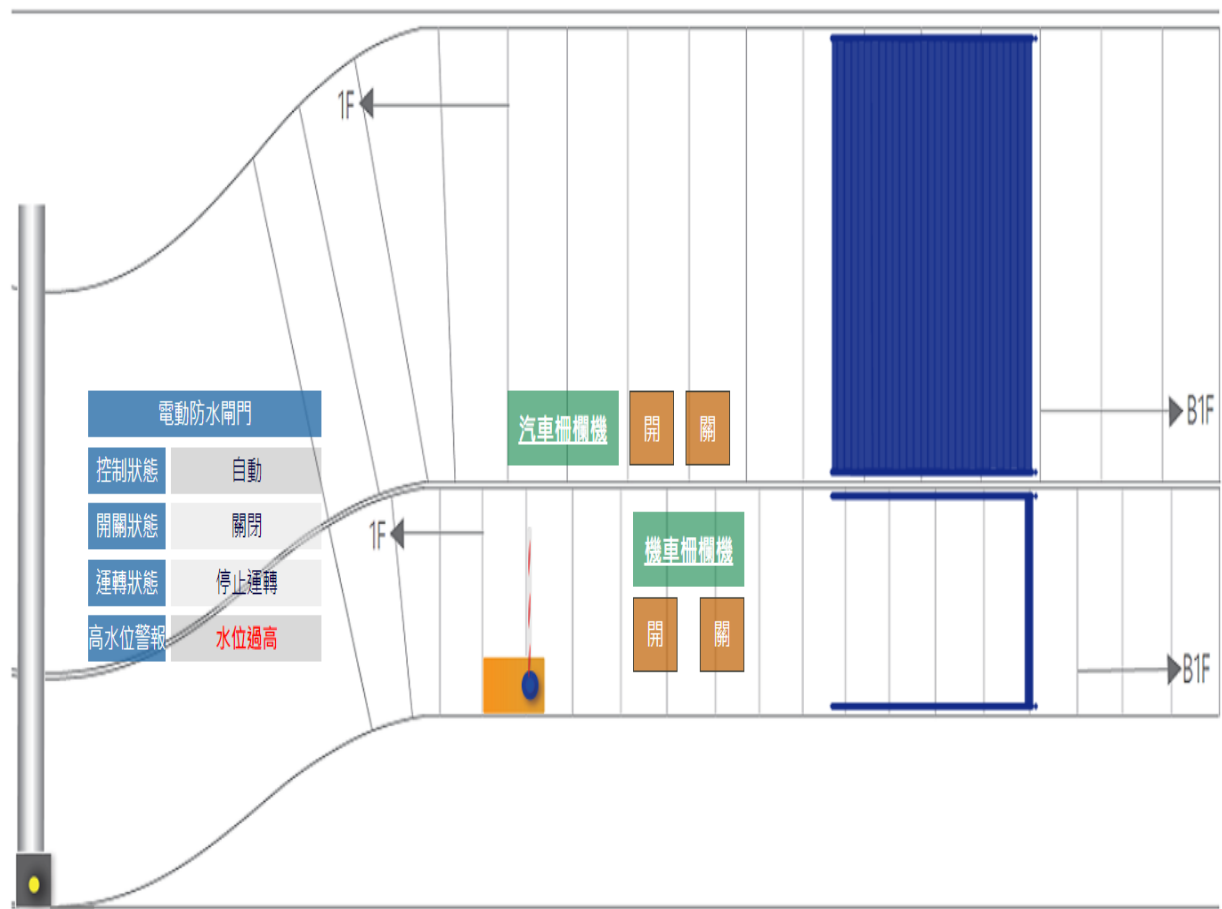 1F
電動防水閘門
控制狀態 自動
開關狀態 關閉
運轉狀態 停止運轉
高水位警報 水位過高
汽車柵欄機 開 關
B1F
1F
機車柵欄機
開 關
B1F